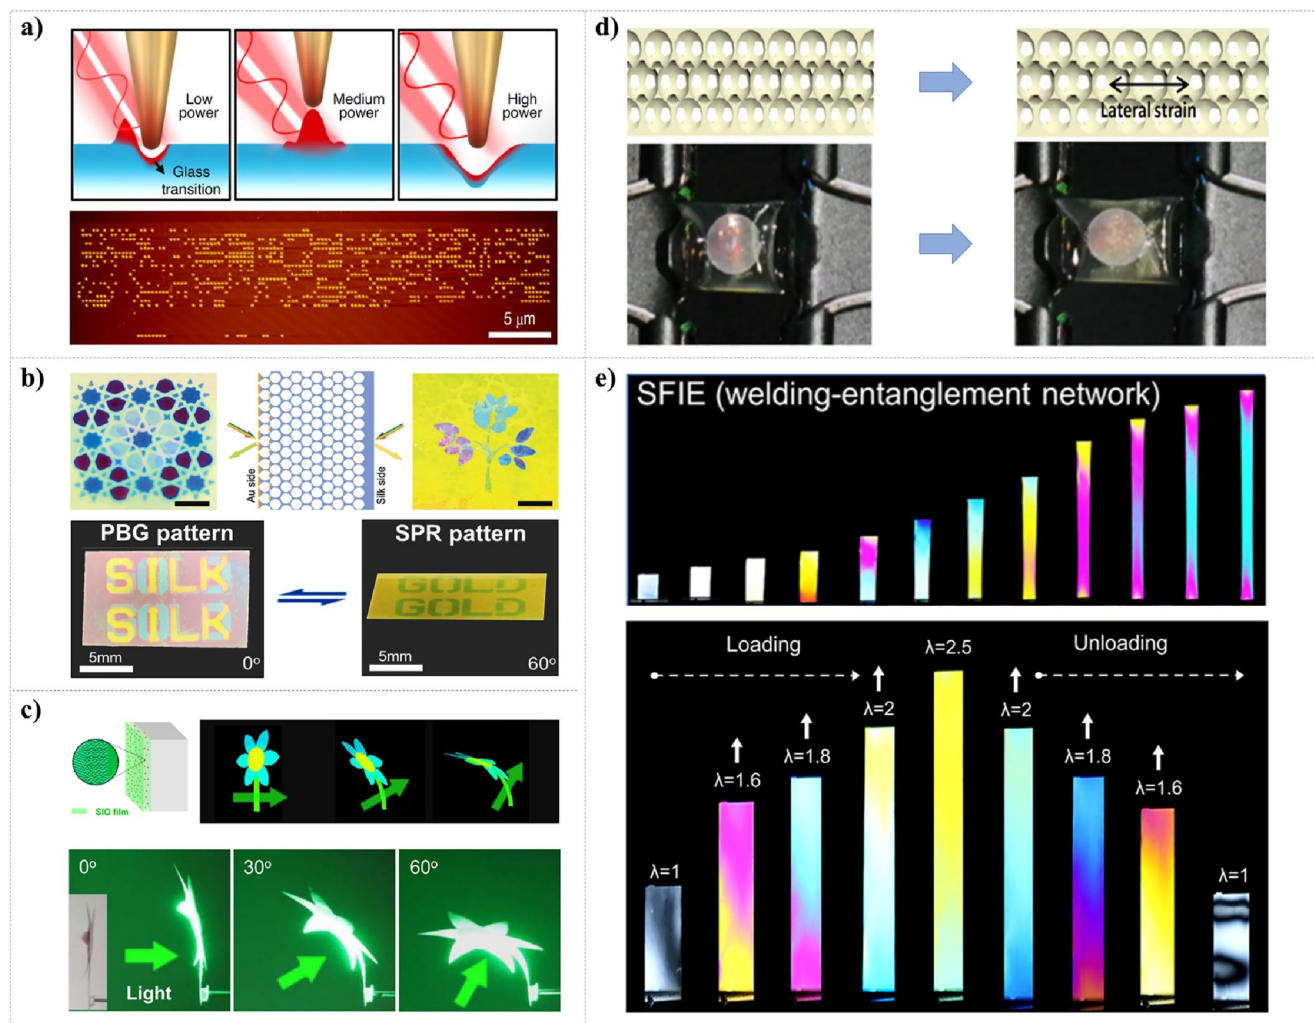 a)
Low
power
Glass
transition
Medium
power
High
power
5 μm
b)
Au side
Silk side
PBG pattern
SILK
SILK
5mm
0°
SPR pattern
GOLD
GOLD
5mm
60°
c)
SIO film
0°
Light
30°
60°
d)
Lateral strain
e)
SFIE (welding-entanglement network)
Loading
Unloading
λ=1
λ=1.6
λ=1.8
λ=2
λ=2.5
λ=2
λ=1.8
λ=1.6
λ=1